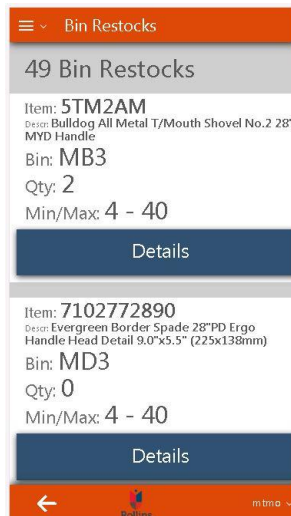 Bin Restocks
49 Bin Restocks
Item: 5TM2AM
Descr: Bulldog All Metal T/Mouth Shovel No.2 28"
MYD Handle
Bin: MB3
Qty: 2
Min/Max: 4 - 40
Details
Item: 7102772890
Descr: Evergreen Border Spade 28"PD Ergo
Handle Head Detail 9.0"x5.5" (225x138mm)
Bin: MD3
Qty: 0
Min/Max: 4 - 40
Details
Rollins
mtma